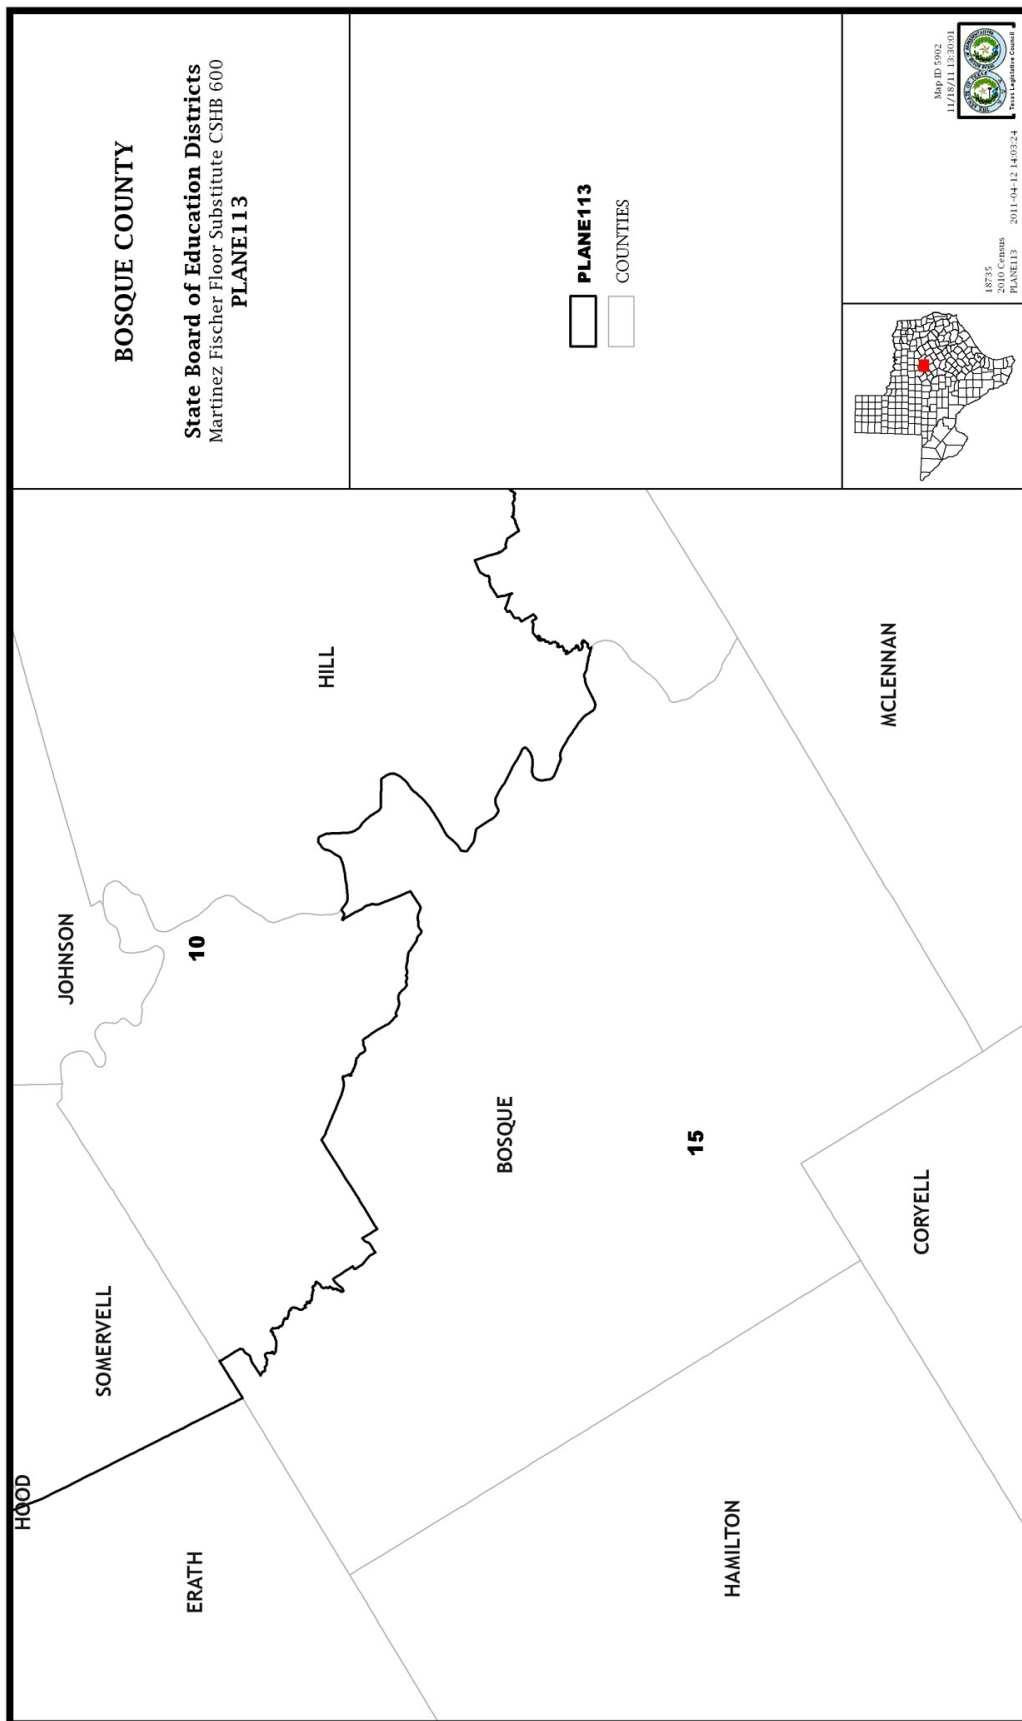 BOSQUE COUNTY
State Board of Education Districts
Martinez Fischer Floor Substitute CSHB 600
PLANE113
PLANE113
COUNTIES
HOOD
SOMERVELL
JOHNSON
ERATH
10
HILL
BOSQUE
15
HAMILTON
CORYELL
MCLENNAN
Map ID 5902
11/18/11 13:30:01
Texas Legislative Council
18735
2010 Census
PLANE113 2011-04-12 14:03:24